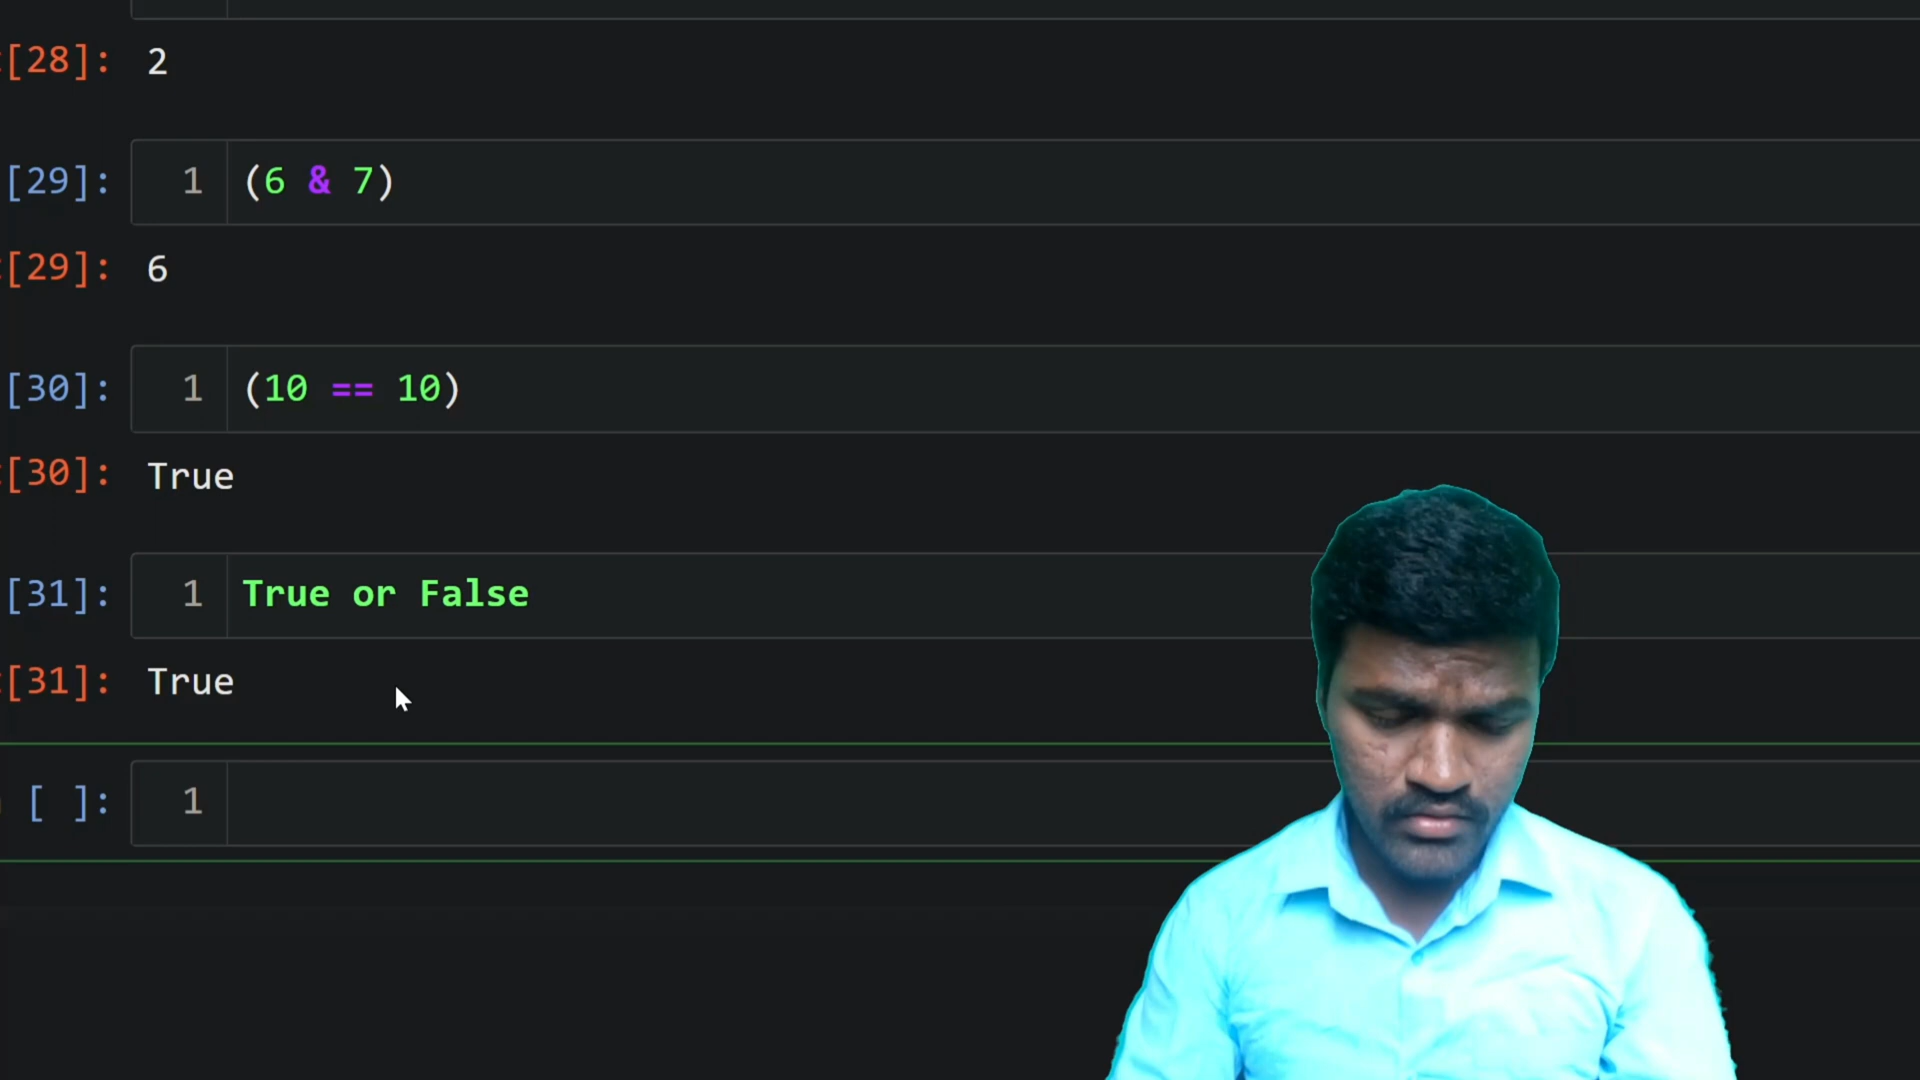 [28]: 2
[29]: 1 (6 & 7)
[29]: 6
[30]: 1 (10 == 10)
[30]: True
[31]: 1 True or False
[31]: True
[ ]: 1